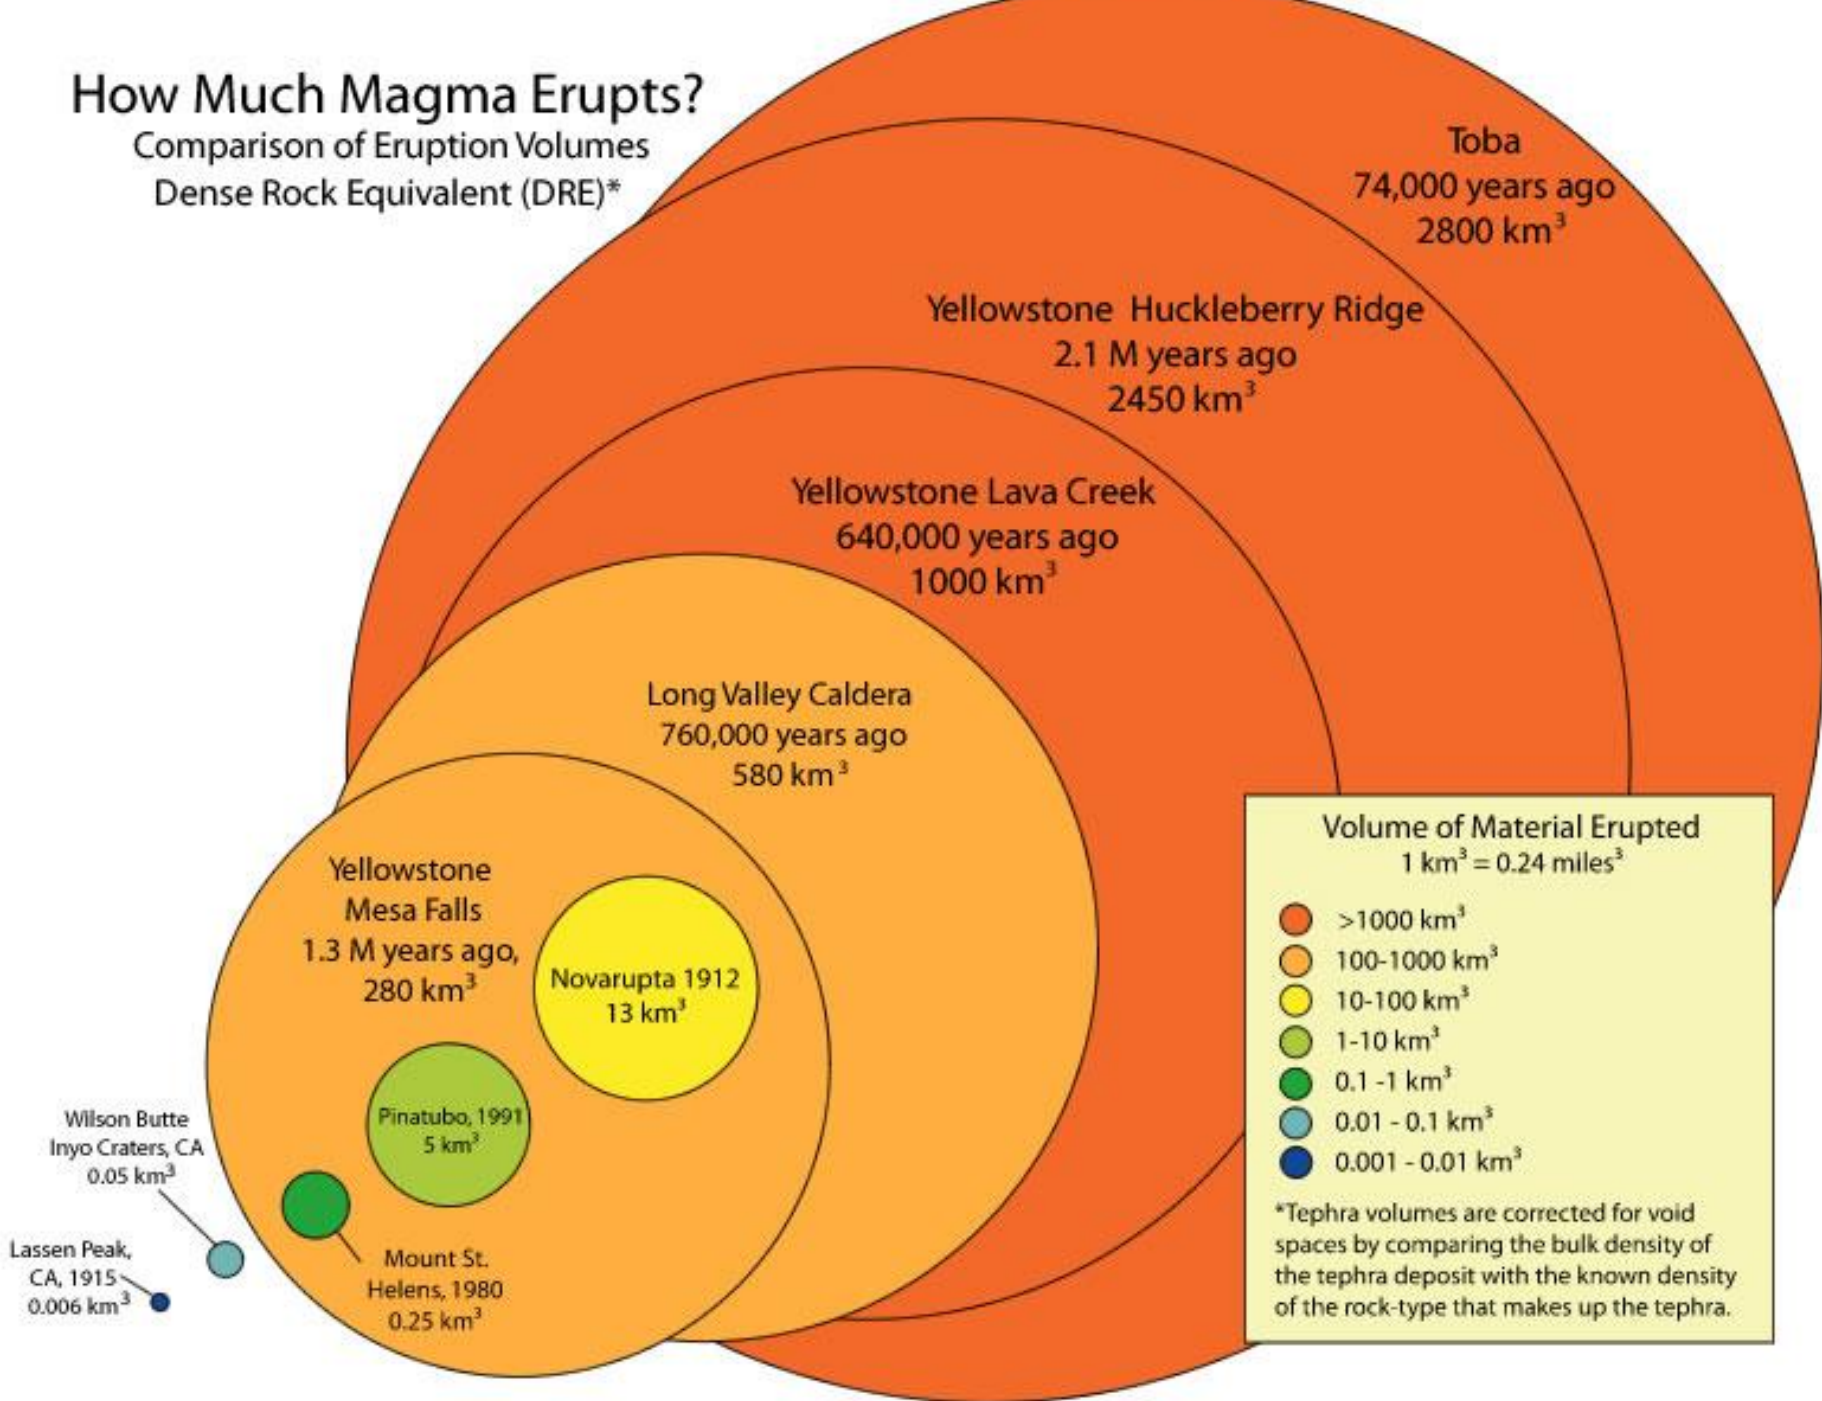 How Much Magma Erupts?
Comparison of Eruption Volumes
Dense Rock Equivalent (DRE)*
Toba
74,000 years ago
2800 km³
Yellowstone Huckleberry Ridge
2.1 M years ago
2450 km³
Yellowstone Lava Creek
640,000 years ago
1000 km³
Long Valley Caldera
760,000 years ago
580 km³
Yellowstone
Mesa Falls
1.3 M years ago,
280 km³
Novarupta 1912
13 km³
Pinatubo, 1991
5 km³
Wilson Butte
Inyo Craters, CA
0.05 km³
Lassen Peak,
CA, 1915
0.006 km³
Mount St.
Helens, 1980
0.25 km³
Volume of Material Erupted
1 km³ = 0.24 miles³
>1000 km³
100-1000 km³
10-100 km³
1-10 km³
0.1 -1 km³
0.01 - 0.1 km³
0.001 - 0.01 km³
*Tephra volumes are corrected for void
spaces by comparing the bulk density of
the tephra deposit with the known density
of the rock-type that makes up the tephra.